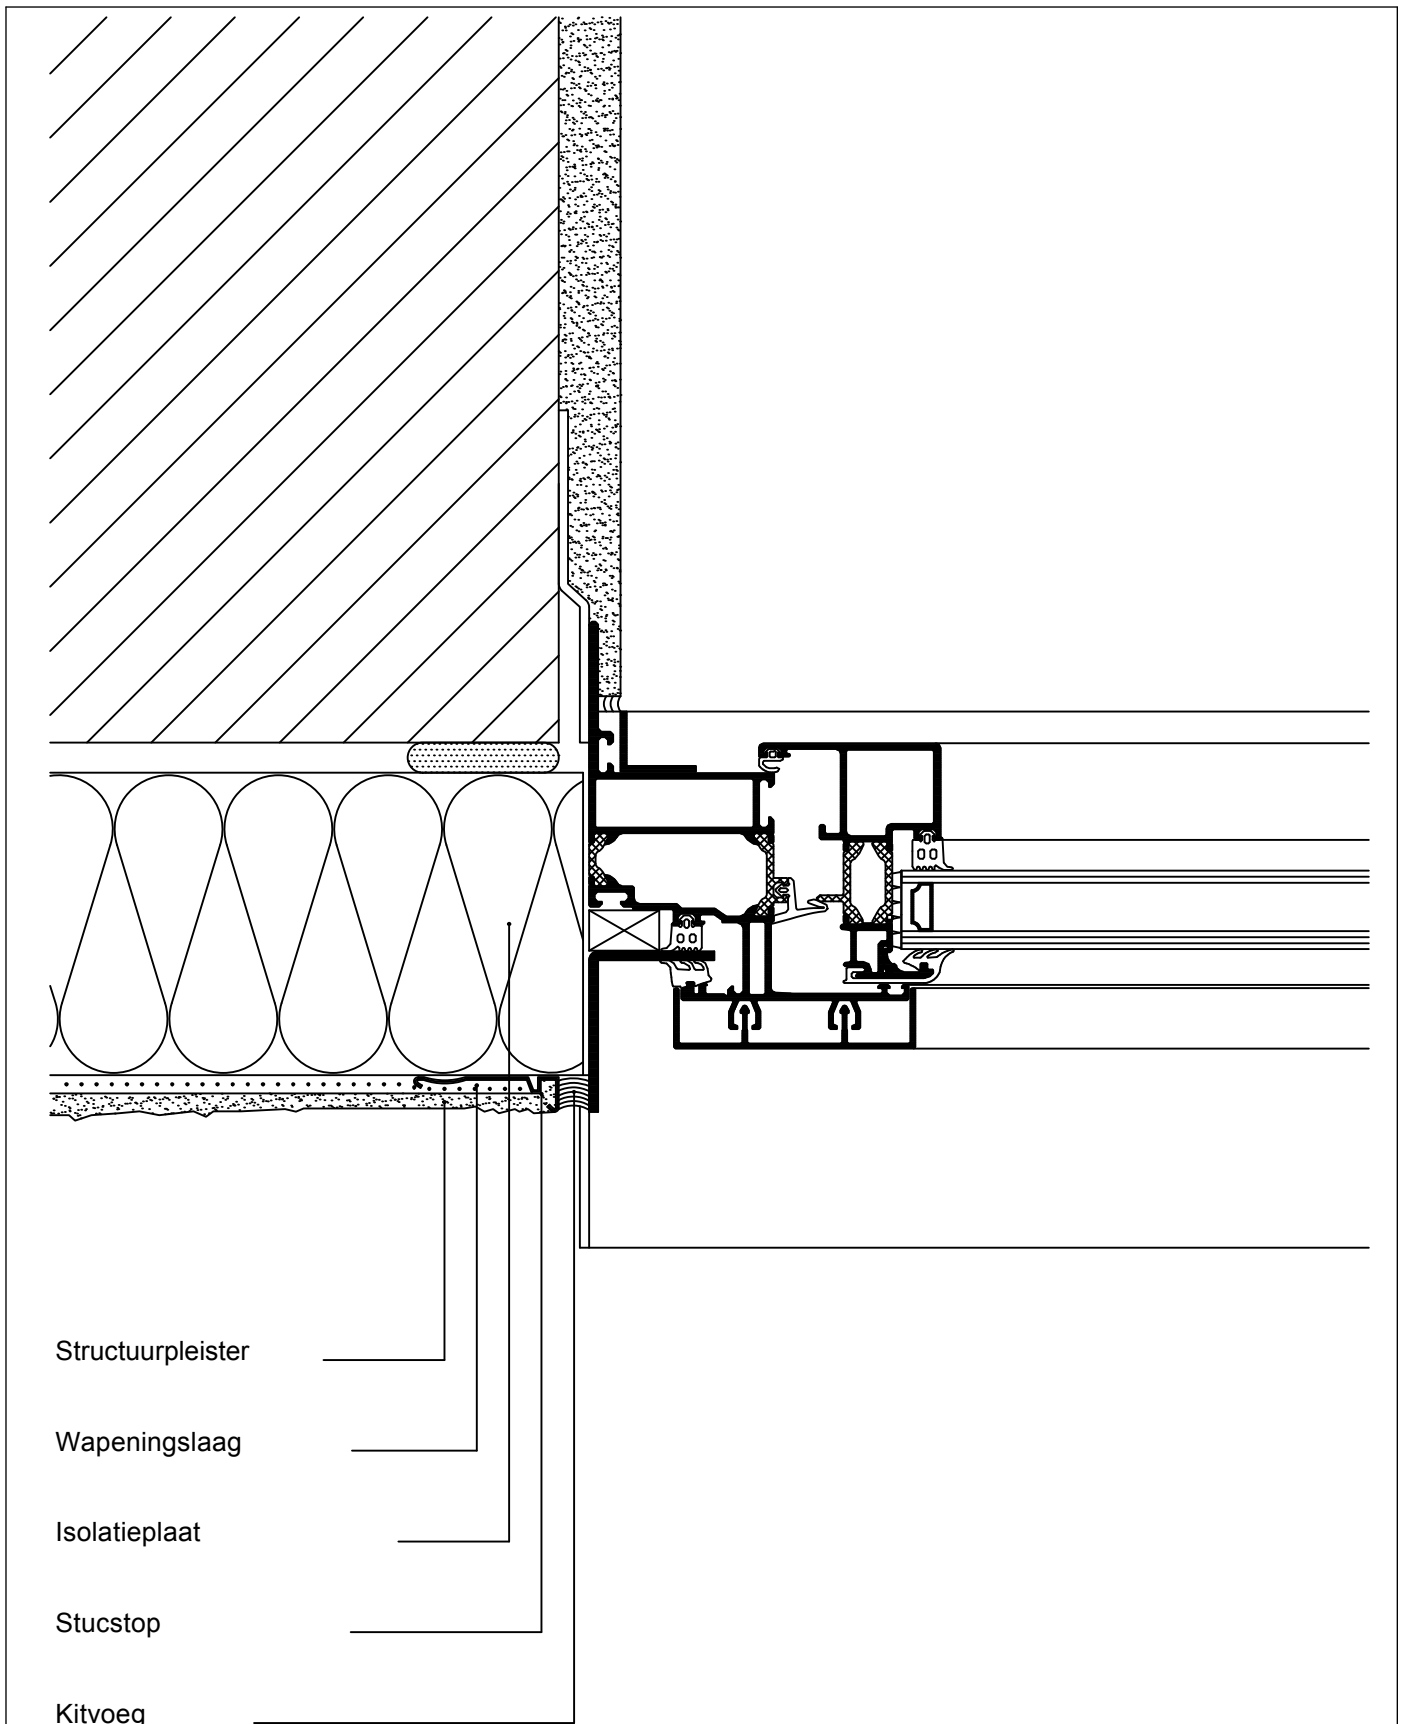 Structuurpleister
Wapeningslaag
Isolatieplaat
Stucstop
Kitvoeg